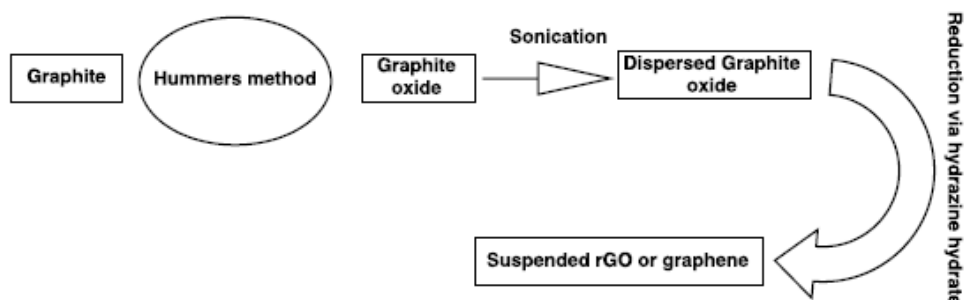 Graphite
Hummers method
Graphite
oxide
Sonication
Dispersed Graphite
oxide
Reduction via hydrazine hydrate
Suspended rGO or graphene